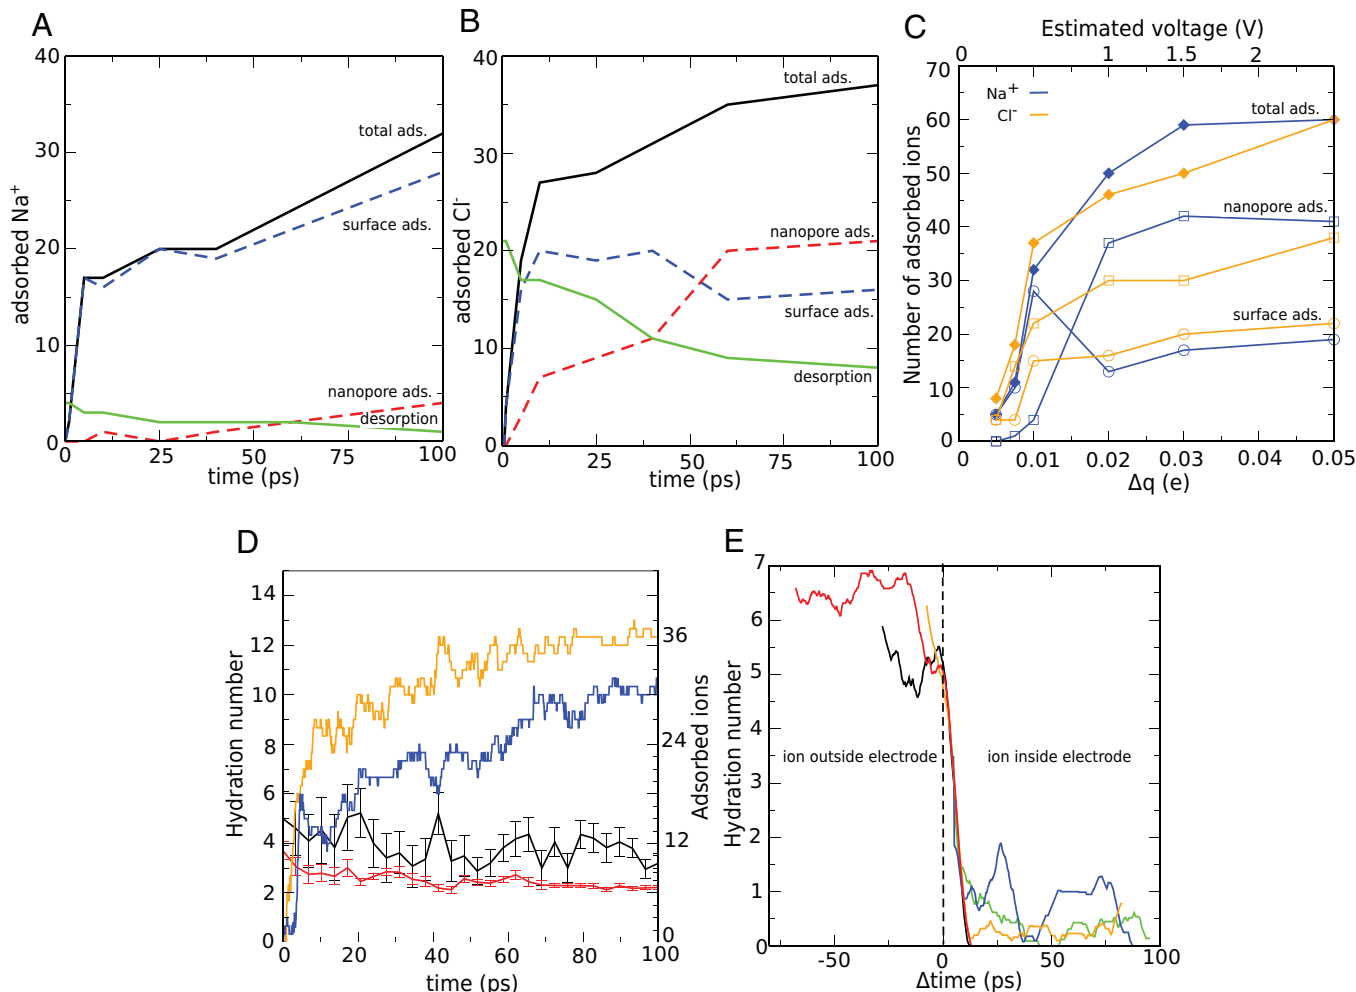 A
40
30
20
10
0
adsorbed Na+
total ads.
surface ads.
nanopore ads.
desorption
0
25
50
75
100
time (ps)
B
40
30
20
10
0
adsorbed Cl-
total ads.
nanopore ads.
surface ads.
desorption
0
25
50
75
100
time (ps)
C
Estimated voltage (V)
0
1
1.5
2
70
60
50
40
30
20
10
0
Number of adsorbed ions
Na+
Cl-
total ads.
nanopore ads.
surface ads.
0
0.01
0.02
0.03
0.04
0.05
Δq (e)
D
14
12
10
8
6
4
2
0
Hydration number
36
24
12
0
Adsorbed ions
0
20
40
60
80
100
time (ps)
E
7
6
5
4
3
2
1
0
Hydration number
ion outside electrode
ion inside electrode
-50
0
50
100
Δtime (ps)